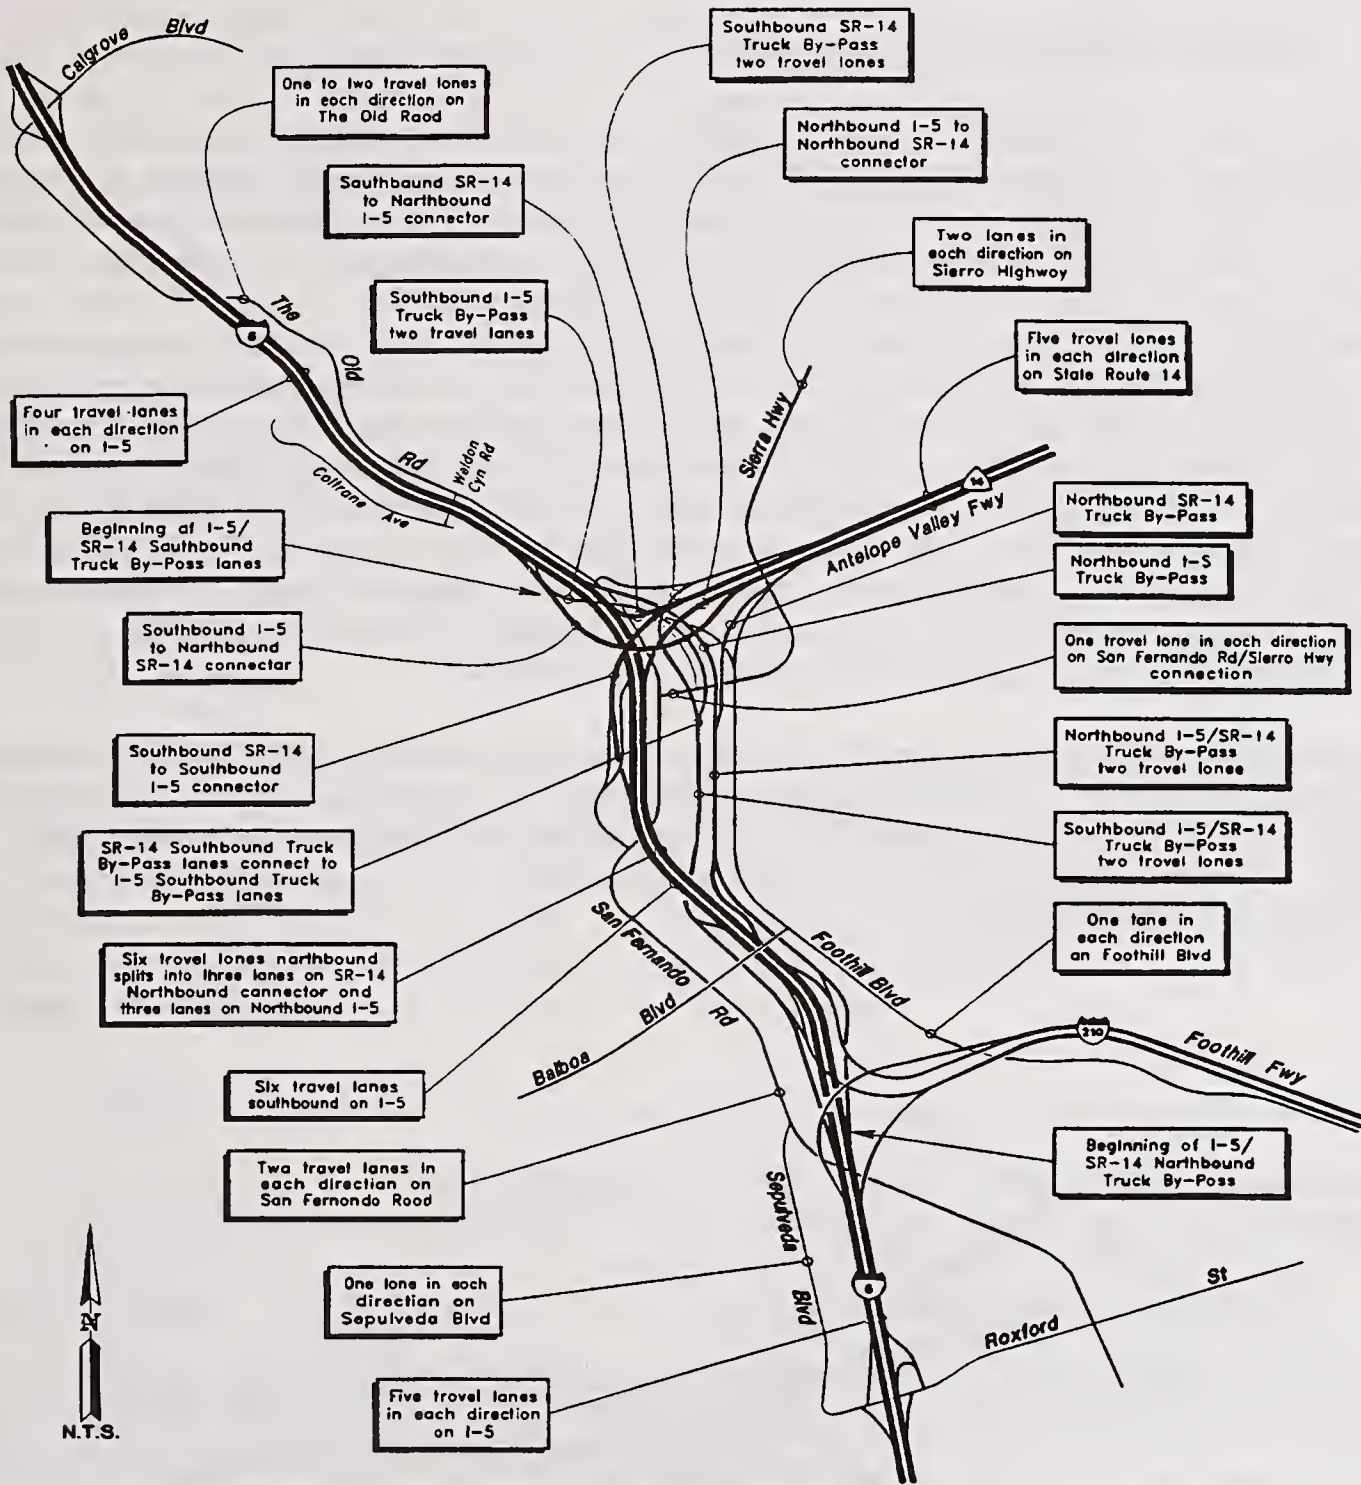 Calgrove Blvd
Southbound SR-14
Truck By-Pass
two travel lanes
One to two travel lanes
in each direction on
The Old Raod
Northbound I-5 to
Northbound SR-14
connector
Southbound SR-14
to Northbound
I-5 connector
Two lanes in
each direction on
Sierra Highway
Southbound I-5
Truck By-Pass
two travel lanes
The Old Rd
5
Five travel lanes
in each direction
on State Route 14
Four travel lanes
in each direction
on I-5
Sierra Hwy
Weldon
Cyn Rd
Coltrane Ave
14
Antelope Valley Fwy
Northbound SR-14
Truck By-Pass
Beginning of I-5/
SR-14 Southbound
Truck By-Pass lanes
Northbound I-5
Truck By-Pass
Southbound I-5
to Northbound
SR-14 connector
One travel lane in each direction
on San Fernando Rd/Sierra Hwy
connection
Southbound SR-14
to Southbound
I-5 connector
Northbound I-5/SR-14
Truck By-Pass
two travel lanes
SR-14 Southbound Truck
By-Pass lanes connect to
I-5 Southbound Truck
By-Pass lanes
Southbound I-5/SR-14
Truck By-Pass
two travel lanes
San Fernando Rd
Foothill Blvd
One lane in
each direction
on Foothill Blvd
Six travel lanes northbound
splits into three lanes on SR-14
Northbound connector and
three lanes on Northbound I-5
Balboa Blvd
210
Foothill Fwy
Six travel lanes
southbound on I-5
Beginning of I-5/
SR-14 Northbound
Truck By-Pass
Two travel lanes in
each direction on
San Fernando Road
Sepulveda Blvd
One lane in each
direction on
Sepulveda Blvd
5
Roxford St
Five travel lanes
in each direction
on I-5
N
N.T.S.